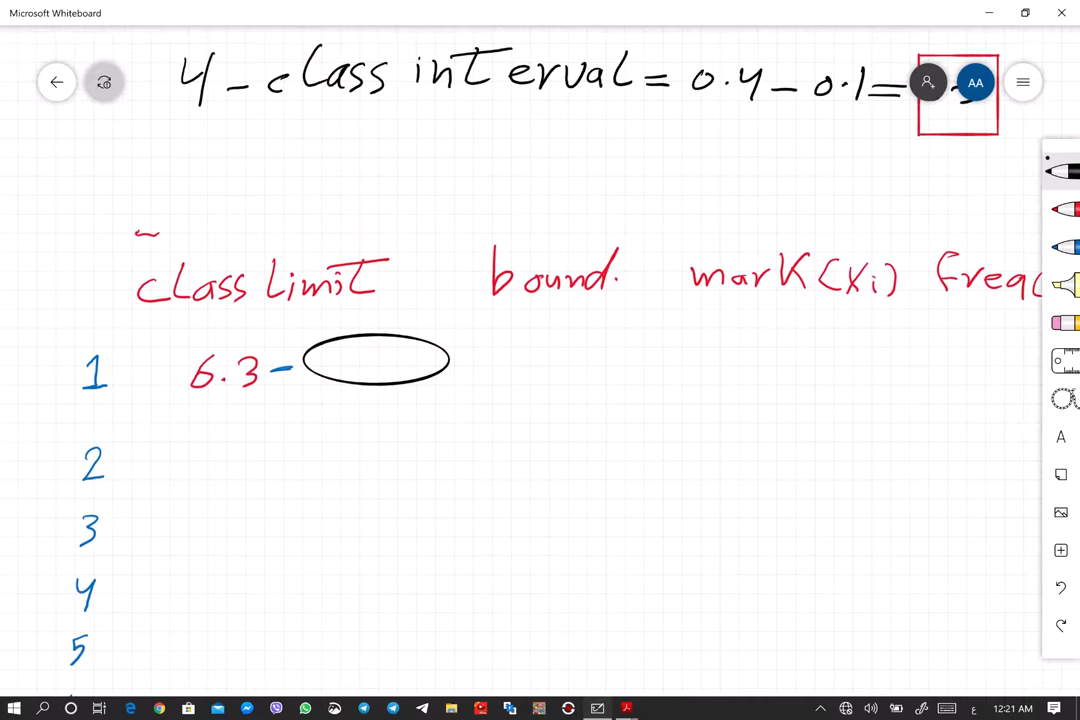 Microsoft Whiteboard
4 - class interval = 0.4 - 0.1 =
AA
class Limit bound. mark(xi) freq
1 6.3 -
2
3
4
5
A
12:21 AM